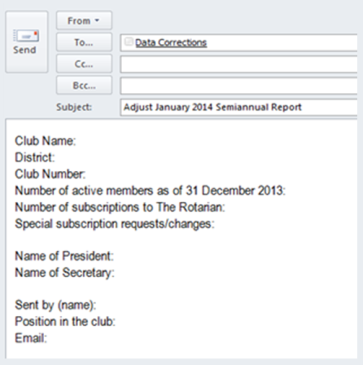 From
Send
To...
Data Corrections
Cc...
Bcc...
Subject:
Adjust January 2014 Semiannual Report
Club Name:
District:
Club Number:
Number of active members as of 31 December 2013:
Number of subscriptions to The Rotarian:
Special subscription requests/changes:
Name of President:
Name of Secretary:
Sent by (name):
Position in the club:
Email: